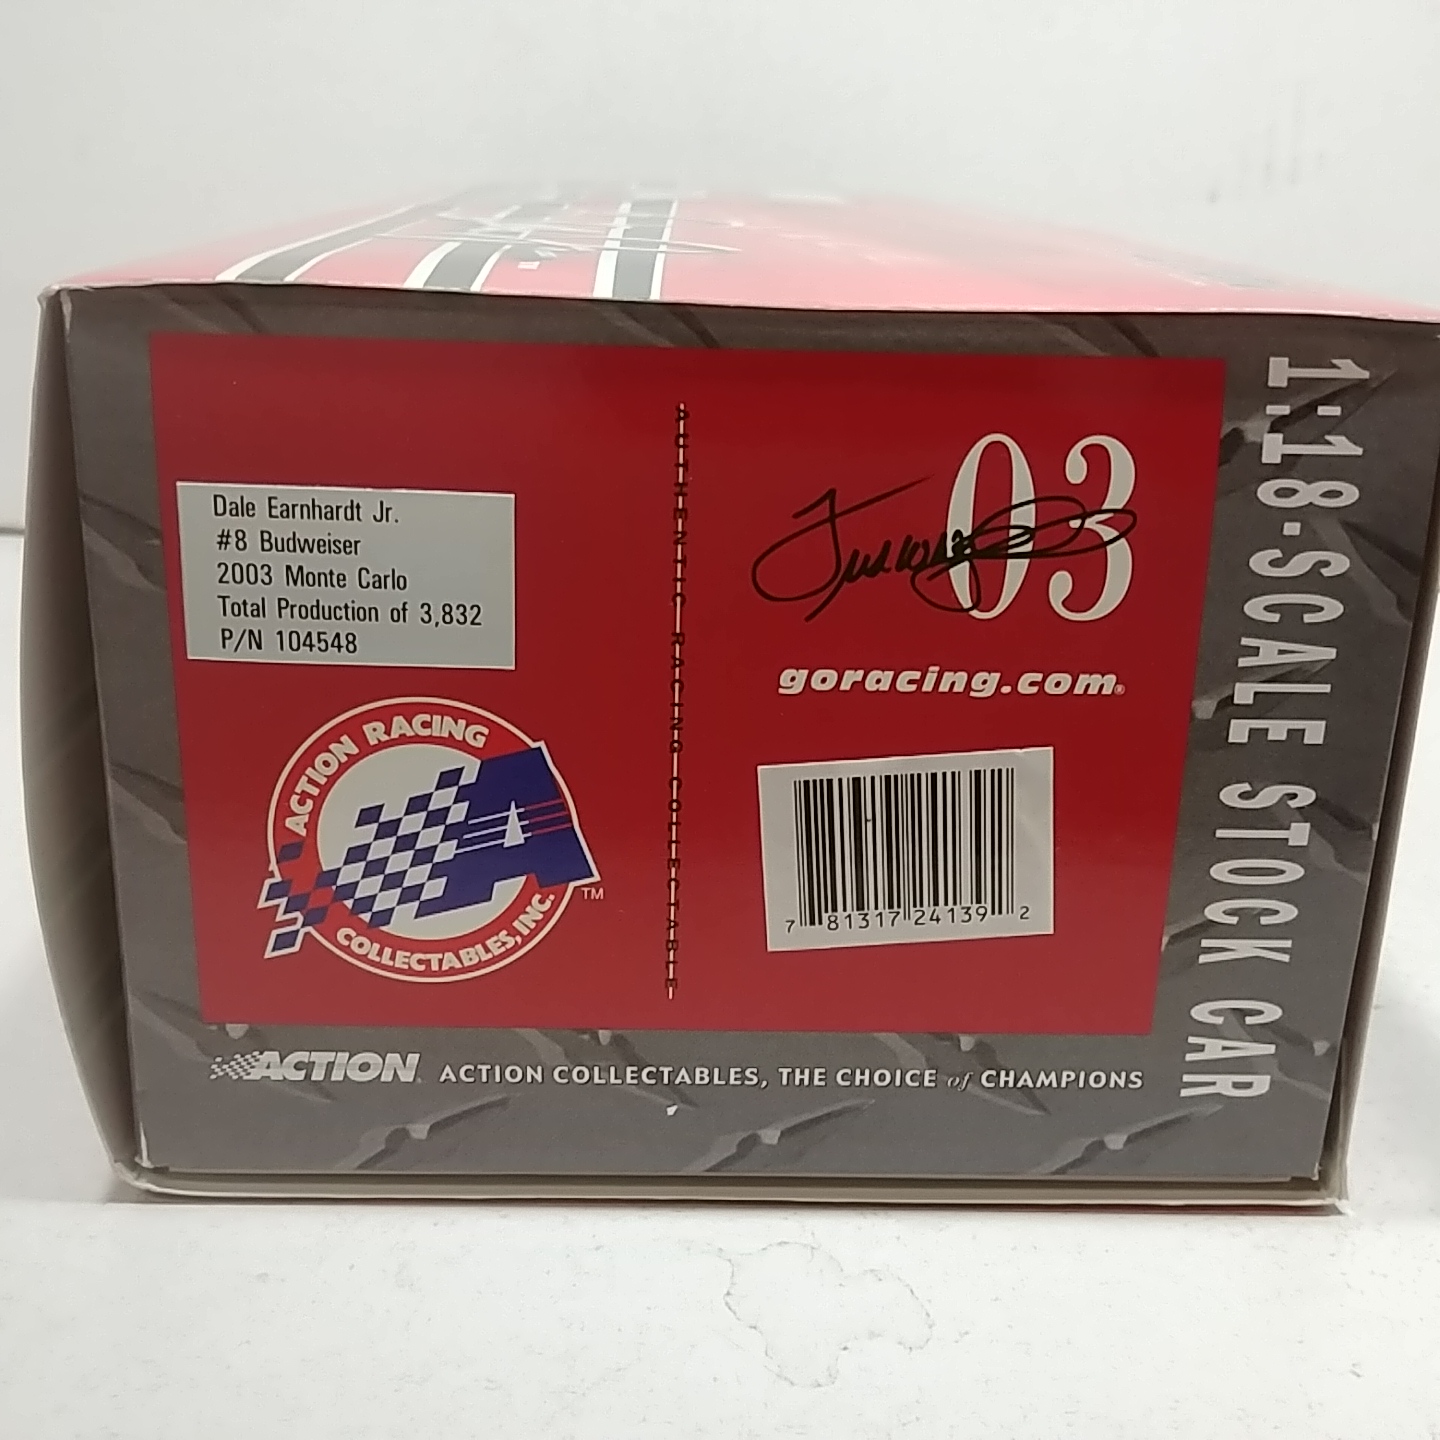 Dale Earnhardt Jr.
#8 Budweiser
2003 Monte Carlo
Total Production of 3,832
P/N 104548
ACTION RACING
COLLECTABLES, INC.
TM
AUTHENTIC RACING COLLECTABLE
03
goracing.com®
7 81317 24139 2
ACTION
ACTION COLLECTABLES, THE CHOICE of CHAMPIONS
1:18-SCALE STOCK CAR